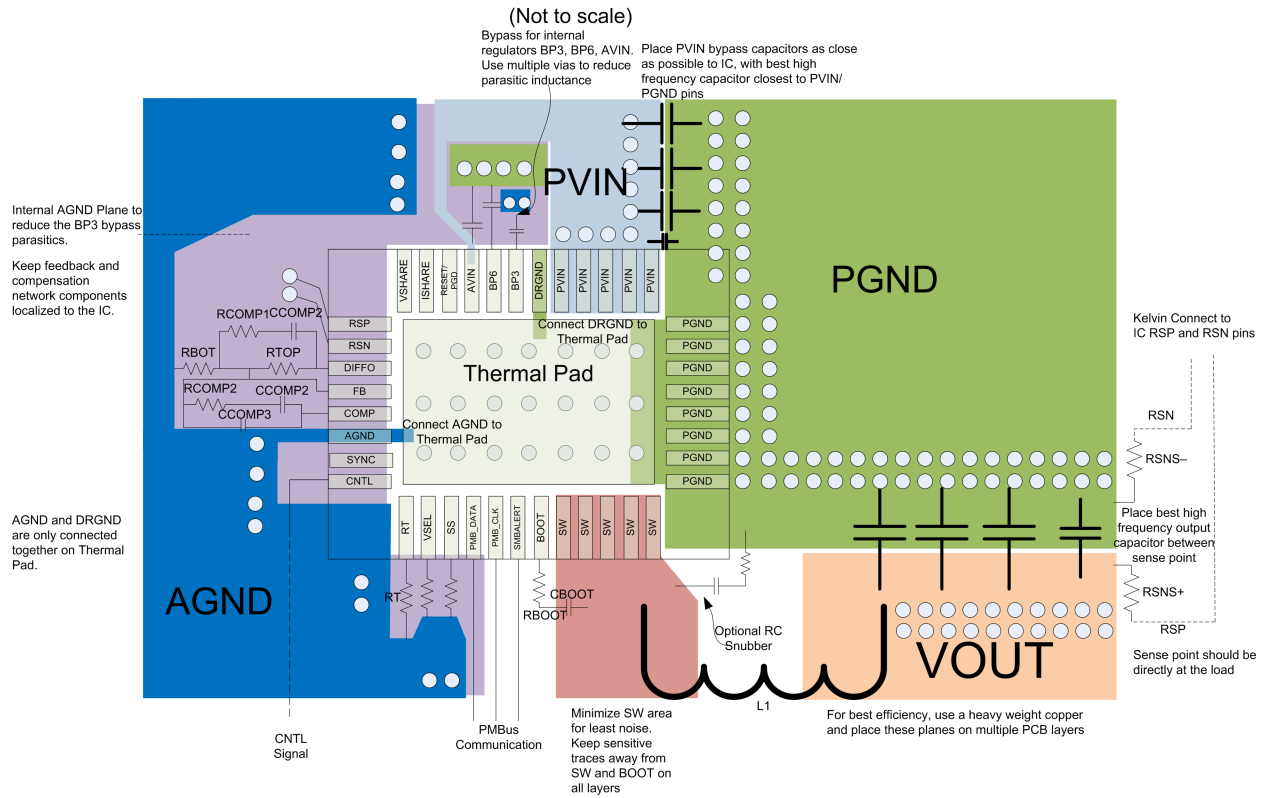 (Not to scale)
Bypass for internal
regulators BP3, BP6, AVIN.
Use multiple vias to reduce
parasitic inductance
Place PVIN bypass capacitors as close
as possible to IC, with best high
frequency capacitor closest to PVIN/
PGND pins
PVIN
PGND
Internal AGND Plane to
reduce the BP3 bypass
parasitics.
Keep feedback and
compensation
network components
localized to the IC.
VSHARE
ISHARE
RESET/
PGD
AVIN
BP6
BP3
DRGND
PVIN
PVIN
PVIN
PVIN
PVIN
RCOMP1
CCOMP2
RBOT
RTOP
RCOMP2
CCOMP2
CCOMP3
RSP
RSN
DIFFO
FB
COMP
AGND
SYNC
CNTL
Connect DRGND to
Thermal Pad
Thermal Pad
Connect AGND to
Thermal Pad
PGND
PGND
PGND
PGND
PGND
PGND
PGND
PGND
Kelvin Connect to
IC RSP and RSN pins
RSN
RSNS–
Place best high
frequency output
capacitor between
sense point
RSNS+
RSP
Sense point should be
directly at the load
AGND and DRGND
are only connected
together on Thermal
Pad.
AGND
RT
VSEL
SS
PMB_DATA
PMB_CLK
SMBALERT
BOOT
SW
SW
SW
SW
SW
RT
CBOOT
RBOOT
Optional RC
Snubber
VOUT
L1
CNTL
Signal
PMBus
Communication
Minimize SW area
for least noise.
Keep sensitive
traces away from
SW and BOOT on
all layers
For best efficiency, use a heavy weight copper
and place these planes on multiple PCB layers